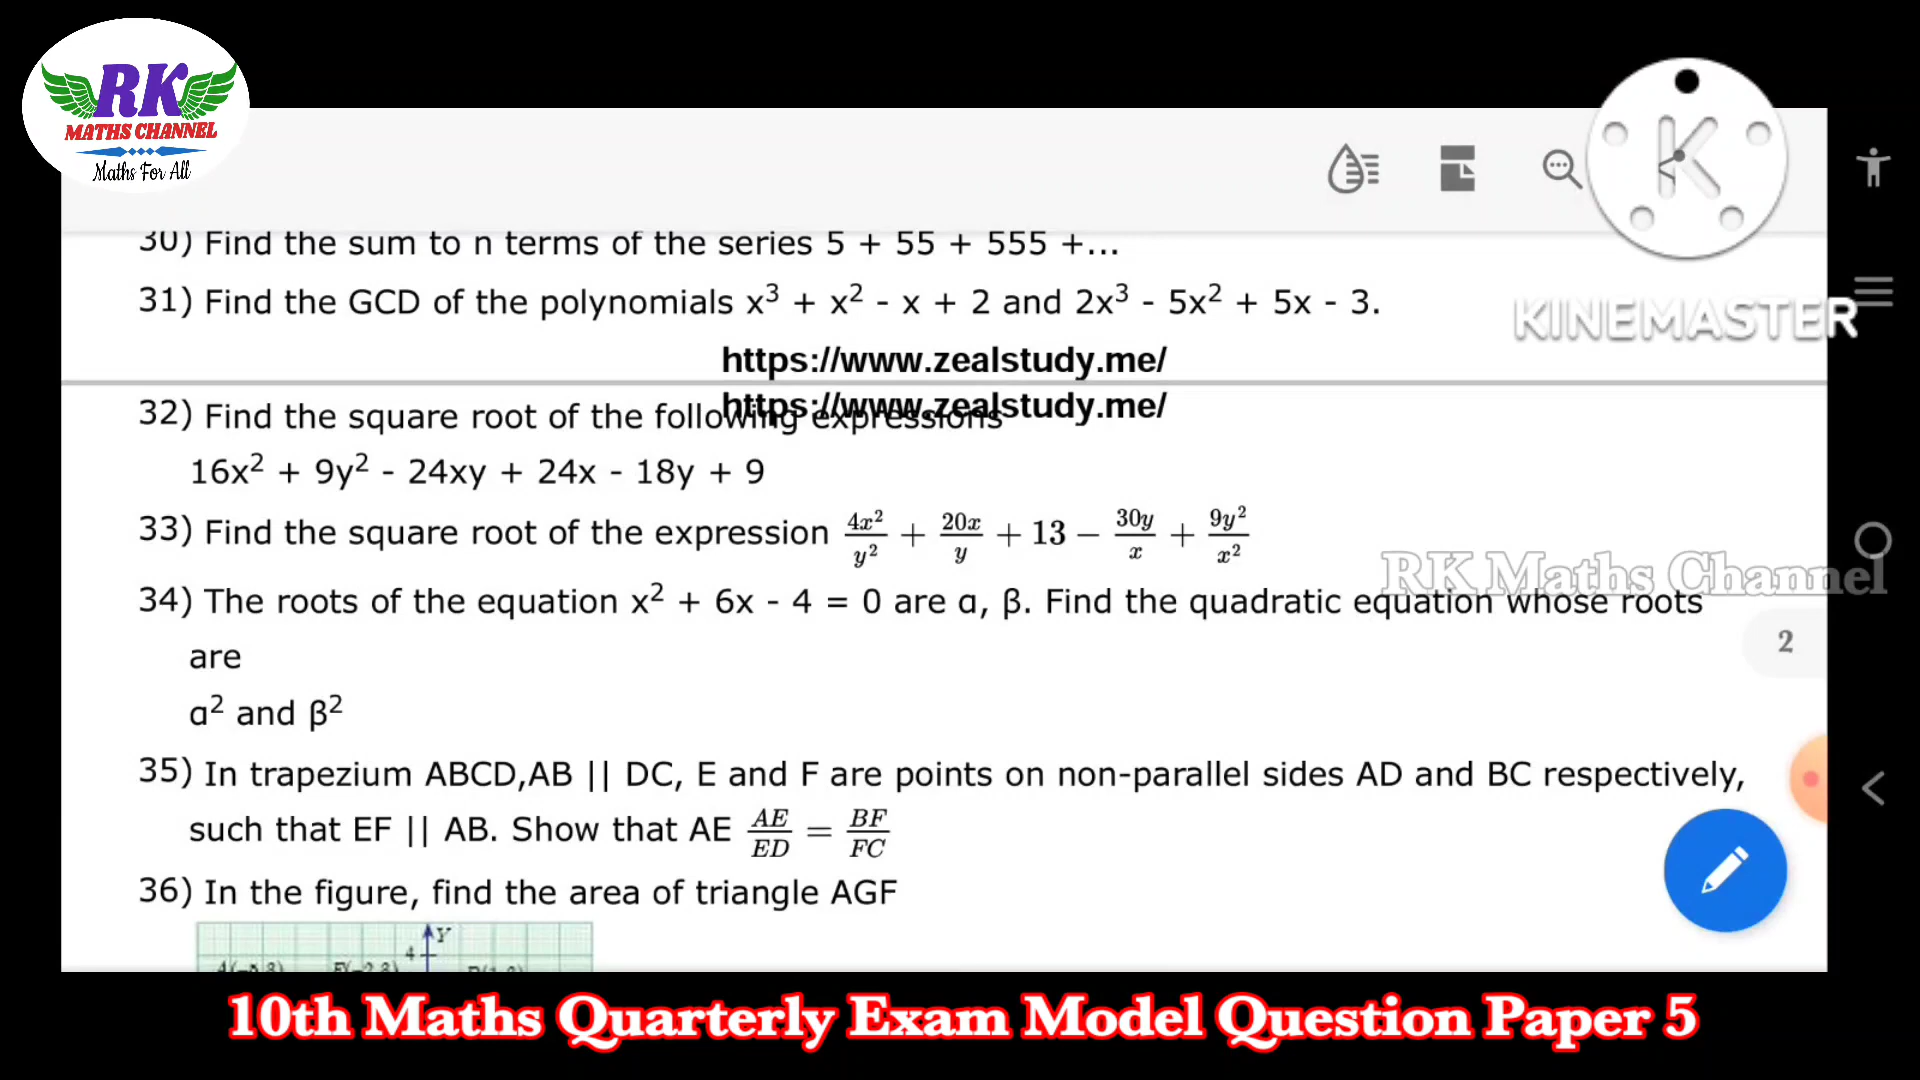 RK
MATHS CHANNEL
Maths For All
K
KINEMASTER
30) Find the sum to n terms of the series 5 + 55 + 555 +...
31) Find the GCD of the polynomials x³ + x² - x + 2 and 2x³ - 5x² + 5x - 3.
https://www.zealstudy.me/
https://www.zealstudy.me/
32) Find the square root of the following expressions
16x² + 9y² - 24xy + 24x - 18y + 9
33) Find the square root of the expression 4x²/y² + 20x/y + 13 − 30y/x + 9y²/x²
RK Maths Channel
34) The roots of the equation x² + 6x - 4 = 0 are α, β. Find the quadratic equation whose roots
are
2
α² and β²
35) In trapezium ABCD,AB || DC, E and F are points on non-parallel sides AD and BC respectively,
such that EF || AB. Show that AE AE/ED = BF/FC
36) In the figure, find the area of triangle AGF
Y
4
10th Maths Quarterly Exam Model Question Paper 5